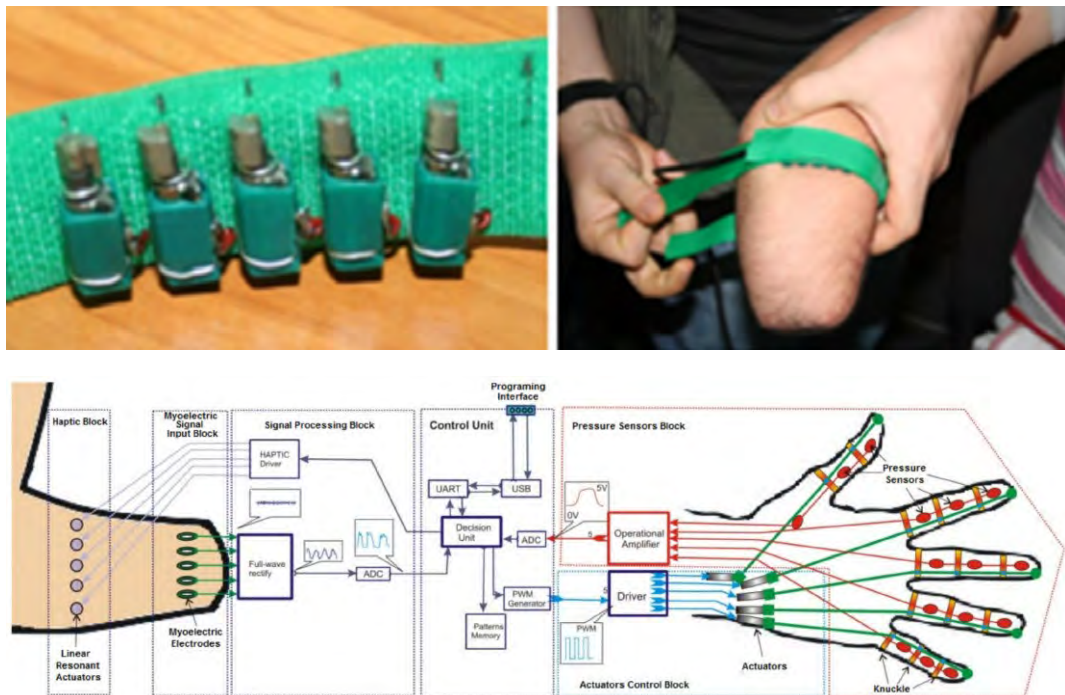 Haptic Block
Myoelectric
Signal
Input Block
Signal Processing Block
HAPTIC
Driver
Full-wave
rectify
ADC
Linear
Resonant
Actuators
Myoelectric
Electrodes
Programing
Interface
Control Unit
UART
USB
Decision
Unit
ADC
PWM
Generator
Patterns
Memory
Pressure Sensors Block
5V
0V
5
Operational
Amplifier
Pressure
Sensors
5
Driver
PWM
Actuators
Actuators Control Block
Knuckle